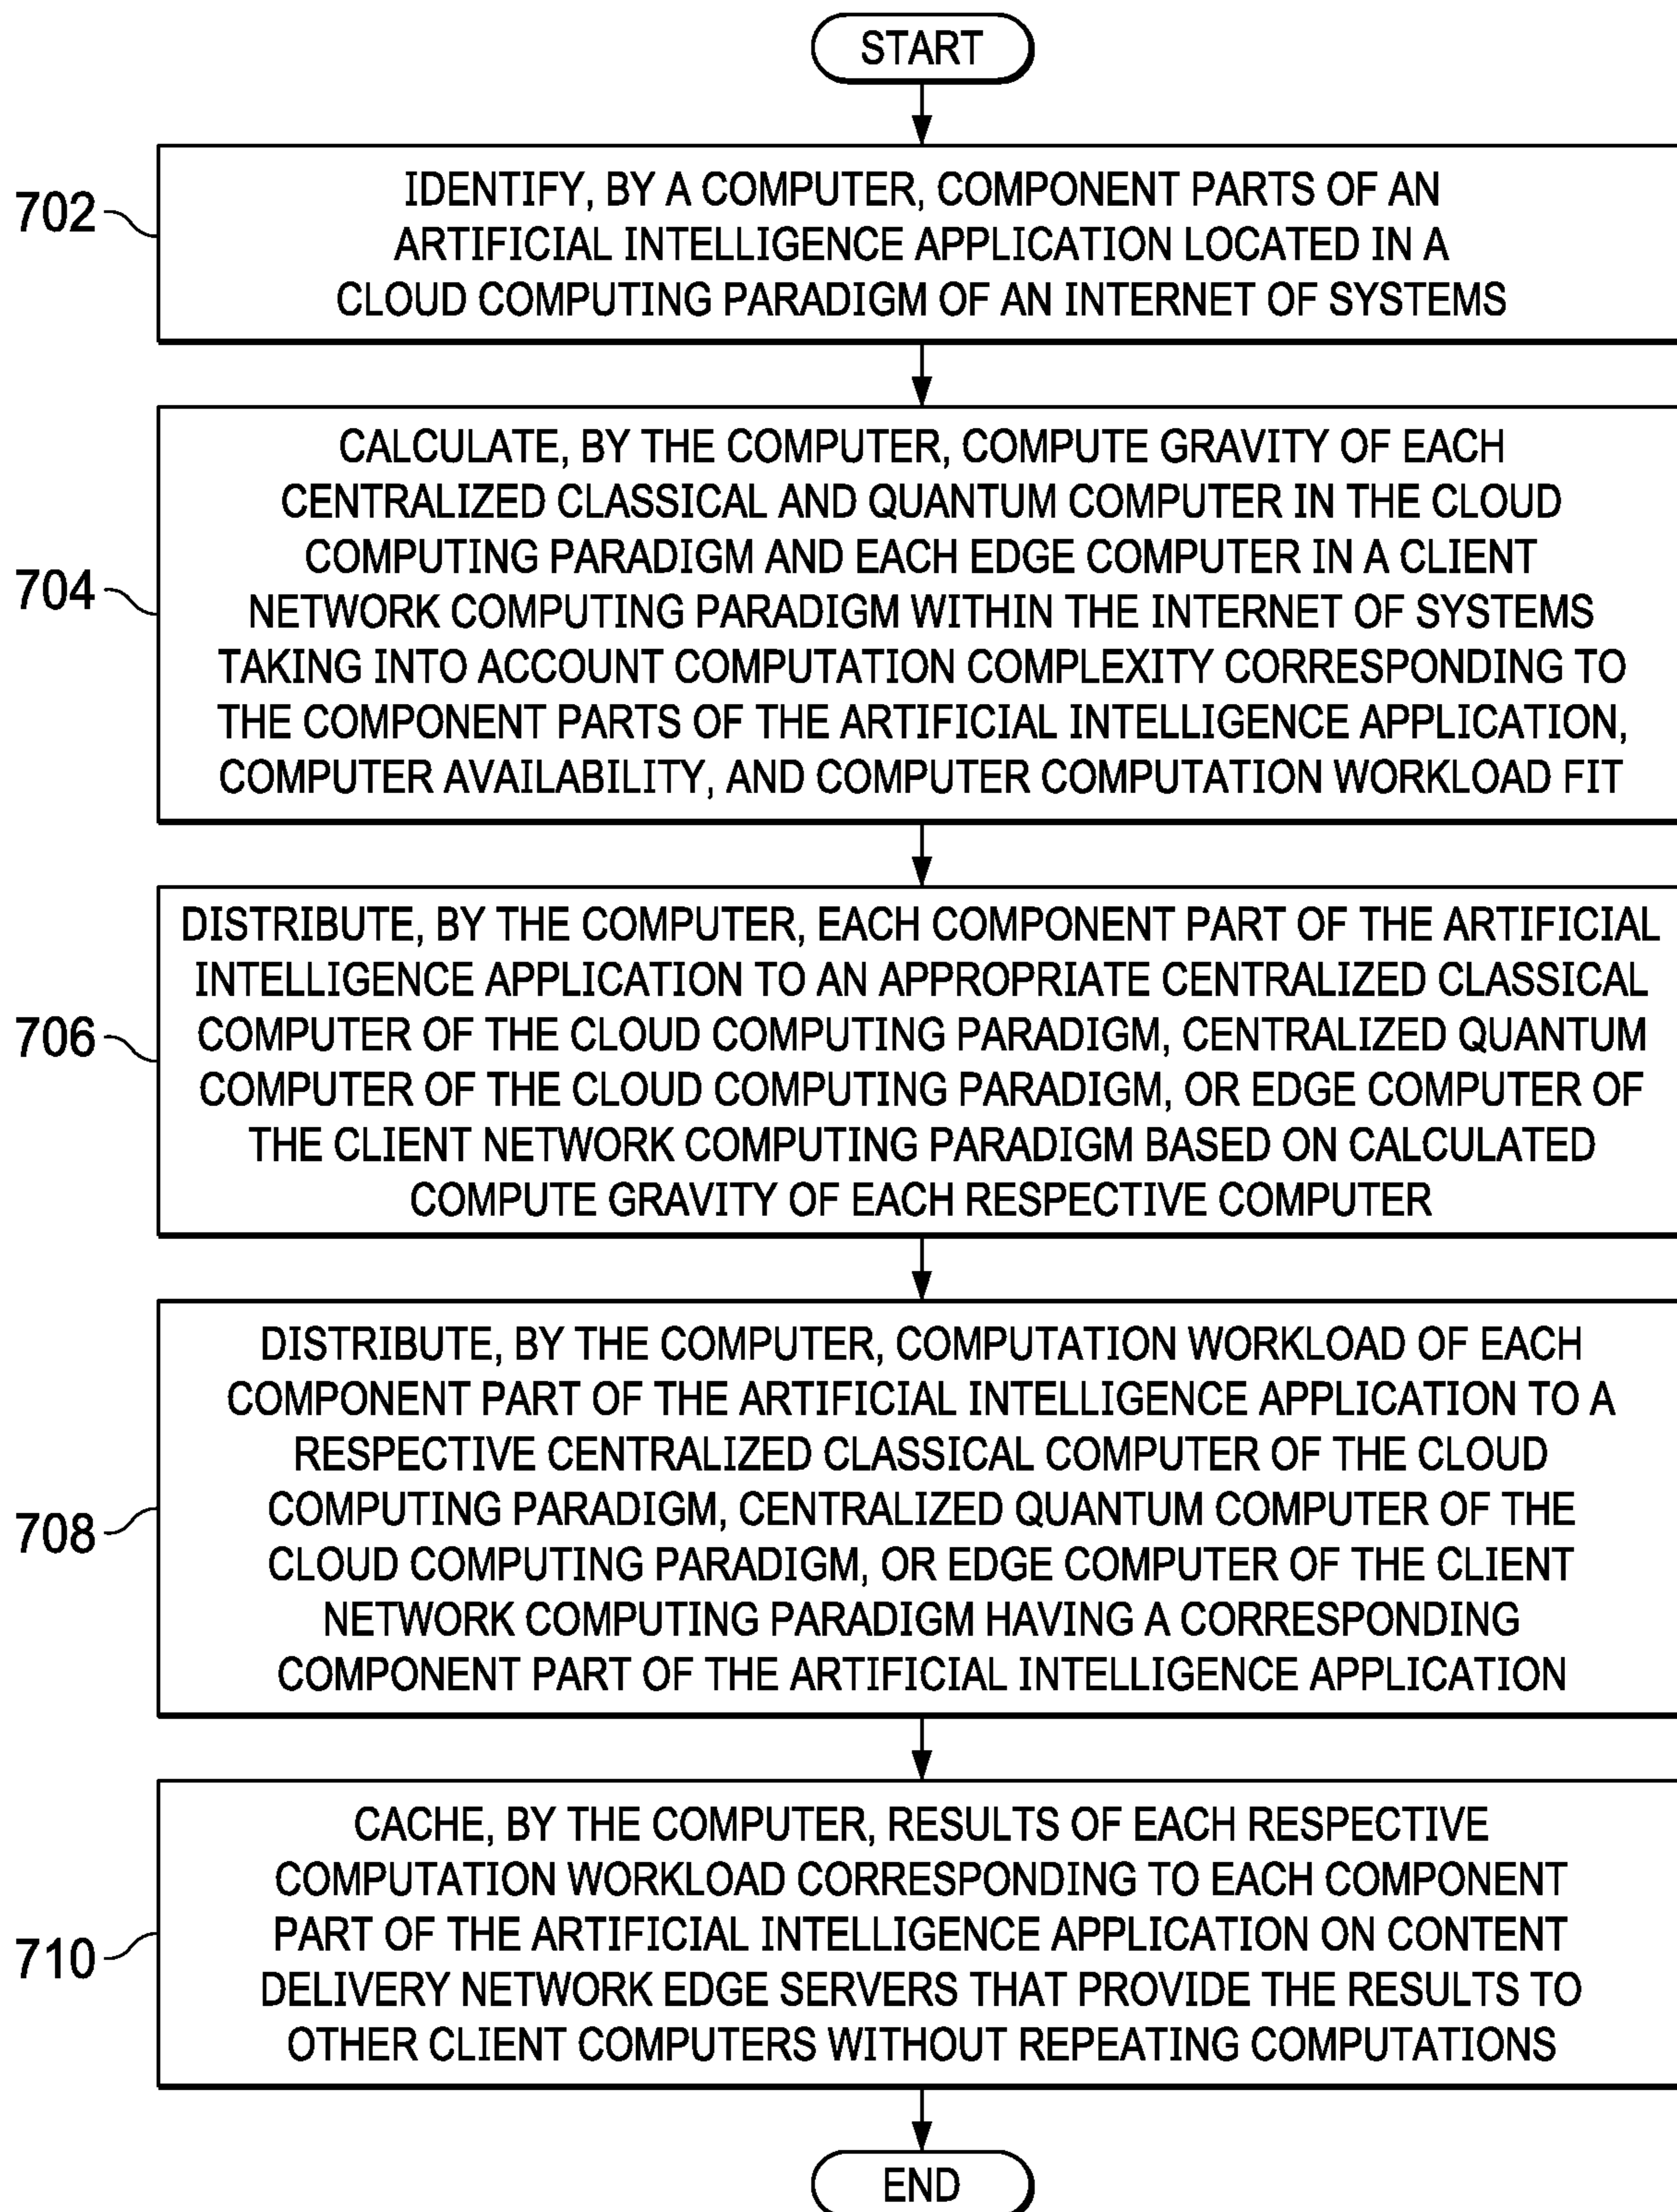 START
702
IDENTIFY, BY A COMPUTER, COMPONENT PARTS OF AN
ARTIFICIAL INTELLIGENCE APPLICATION LOCATED IN A
CLOUD COMPUTING PARADIGM OF AN INTERNET OF SYSTEMS
704
CALCULATE, BY THE COMPUTER, COMPUTE GRAVITY OF EACH
CENTRALIZED CLASSICAL AND QUANTUM COMPUTER IN THE CLOUD
COMPUTING PARADIGM AND EACH EDGE COMPUTER IN A CLIENT
NETWORK COMPUTING PARADIGM WITHIN THE INTERNET OF SYSTEMS
TAKING INTO ACCOUNT COMPUTATION COMPLEXITY CORRESPONDING TO
THE COMPONENT PARTS OF THE ARTIFICIAL INTELLIGENCE APPLICATION,
COMPUTER AVAILABILITY, AND COMPUTER COMPUTATION WORKLOAD FIT
706
DISTRIBUTE, BY THE COMPUTER, EACH COMPONENT PART OF THE ARTIFICIAL
INTELLIGENCE APPLICATION TO AN APPROPRIATE CENTRALIZED CLASSICAL
COMPUTER OF THE CLOUD COMPUTING PARADIGM, CENTRALIZED QUANTUM
COMPUTER OF THE CLOUD COMPUTING PARADIGM, OR EDGE COMPUTER OF
THE CLIENT NETWORK COMPUTING PARADIGM BASED ON CALCULATED
COMPUTE GRAVITY OF EACH RESPECTIVE COMPUTER
708
DISTRIBUTE, BY THE COMPUTER, COMPUTATION WORKLOAD OF EACH
COMPONENT PART OF THE ARTIFICIAL INTELLIGENCE APPLICATION TO A
RESPECTIVE CENTRALIZED CLASSICAL COMPUTER OF THE CLOUD
COMPUTING PARADIGM, CENTRALIZED QUANTUM COMPUTER OF THE
CLOUD COMPUTING PARADIGM, OR EDGE COMPUTER OF THE CLIENT
NETWORK COMPUTING PARADIGM HAVING A CORRESPONDING
COMPONENT PART OF THE ARTIFICIAL INTELLIGENCE APPLICATION
710
CACHE, BY THE COMPUTER, RESULTS OF EACH RESPECTIVE
COMPUTATION WORKLOAD CORRESPONDING TO EACH COMPONENT
PART OF THE ARTIFICIAL INTELLIGENCE APPLICATION ON CONTENT
DELIVERY NETWORK EDGE SERVERS THAT PROVIDE THE RESULTS TO
OTHER CLIENT COMPUTERS WITHOUT REPEATING COMPUTATIONS
END